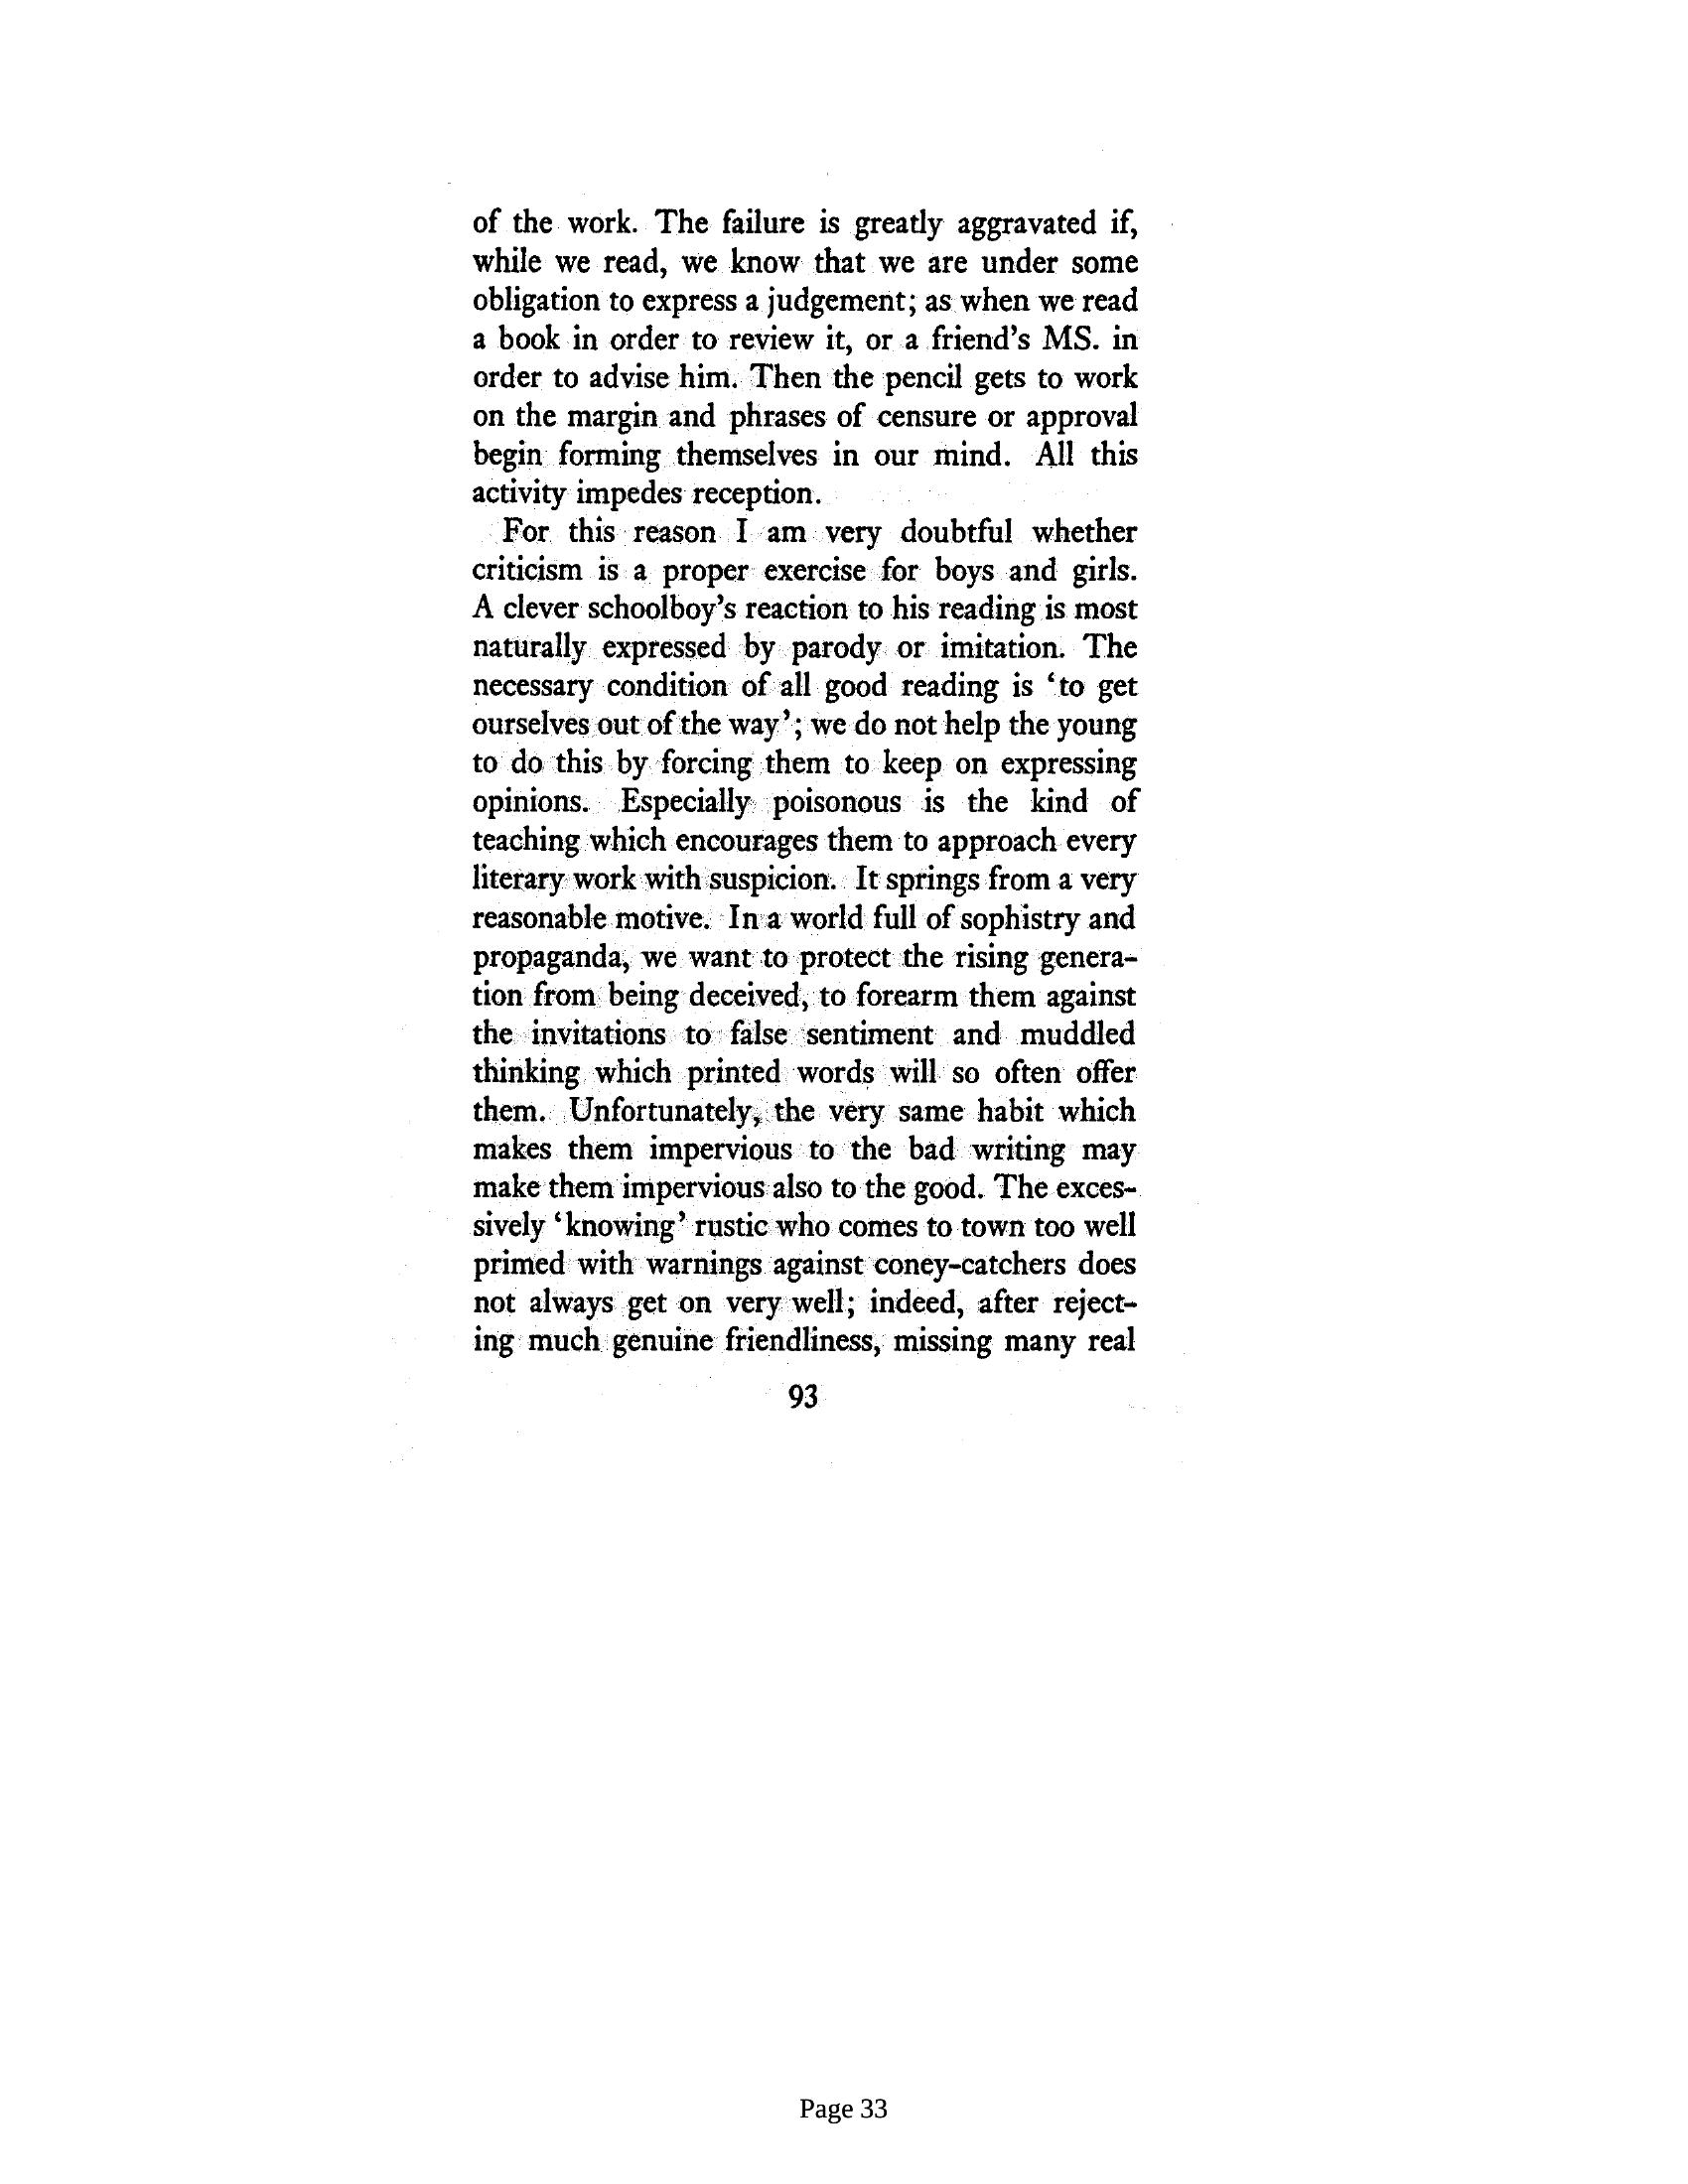 of the work. The failure is greatly aggravated if,
while we read, we know that we are under some
obligation to express a judgement; as when we read
a book in order to review it, or a friend's MS. in
order to advise him. Then the pencil gets to work
on the margin and phrases of censure or approval
begin forming themselves in our mind. All this
activity impedes reception.
For this reason I am very doubtful whether
criticism is a proper exercise for boys and girls.
A clever schoolboy's reaction to his reading is most
naturally expressed by parody or imitation. The
necessary condition of all good reading is ‘to get
ourselves out of the way’; we do not help the young
to do this by forcing them to keep on expressing
opinions. Especially poisonous is the kind of
teaching which encourages them to approach every
literary work with suspicion. It springs from a very
reasonable motive. In a world full of sophistry and
propaganda, we want to protect the rising genera-
tion from being deceived, to forearm them against
the invitations to false sentiment and muddled
thinking which printed words will so often offer
them. Unfortunately, the very same habit which
makes them impervious to the bad writing may
make them impervious also to the good. The exces-
sively ‘knowing’ rustic who comes to town too well
primed with warnings against coney-catchers does
not always get on very well; indeed, after reject-
ing much genuine friendliness, missing many real
93
Page 33